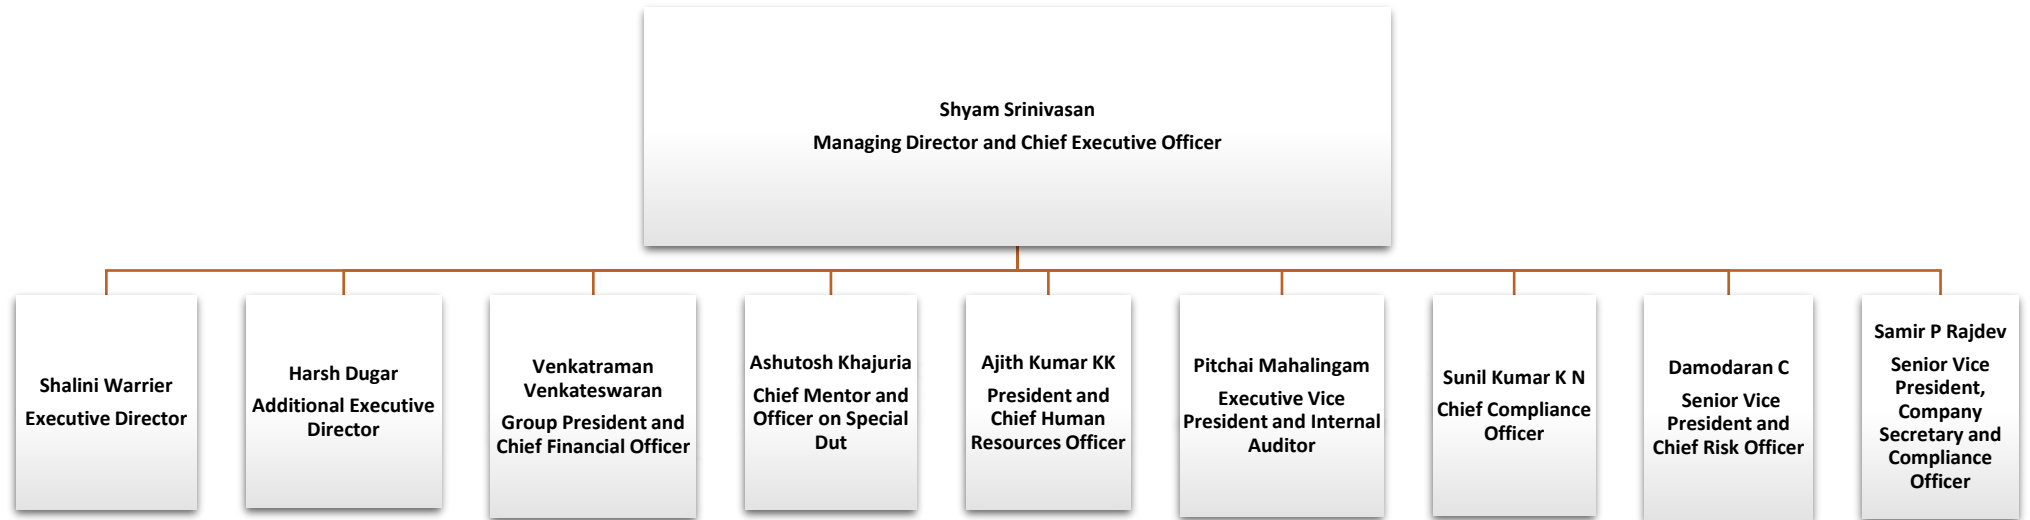 Shyam Srinivasan
Managing Director and Chief Executive Officer
Shalini Warrier
Executive Director
Harsh Dugar
Additional Executive
Director
Venkatraman
Venkateswaran
Group President and
Chief Financial Officer
Ashutosh Khajuria
Chief Mentor and
Officer on Special
Dut
Ajith Kumar KK
President and
Chief Human
Resources Officer
Pitchai Mahalingam
Executive Vice
President and Internal
Auditor
Sunil Kumar K N
Chief Compliance
Officer
Damodaran C
Senior Vice
President and
Chief Risk Officer
Samir P Rajdev
Senior Vice
President,
Company
Secretary and
Compliance
Officer